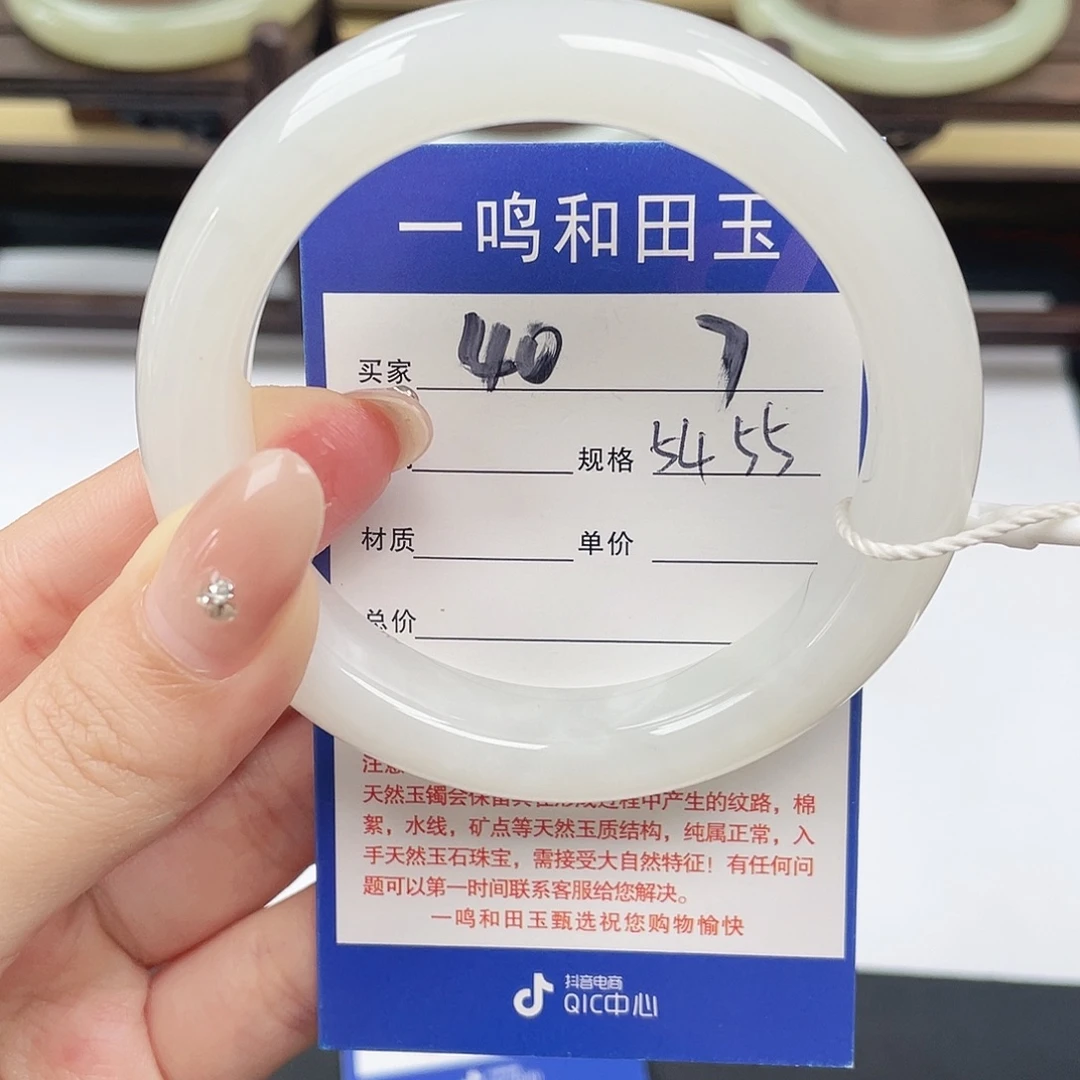 一鸣和田玉
买家 40 7
规格 54 55
材质 单价
总价
注意
天然玉镯会保留其在形成过程中产生的纹路，棉
絮，水线，矿点等天然玉质结构，纯属正常，入
手天然玉石珠宝，需接受大自然特征！有任何问
题可以第一时间联系客服给您解决。
一鸣和田玉甄选祝您购物愉快
抖音电商
QIC中心